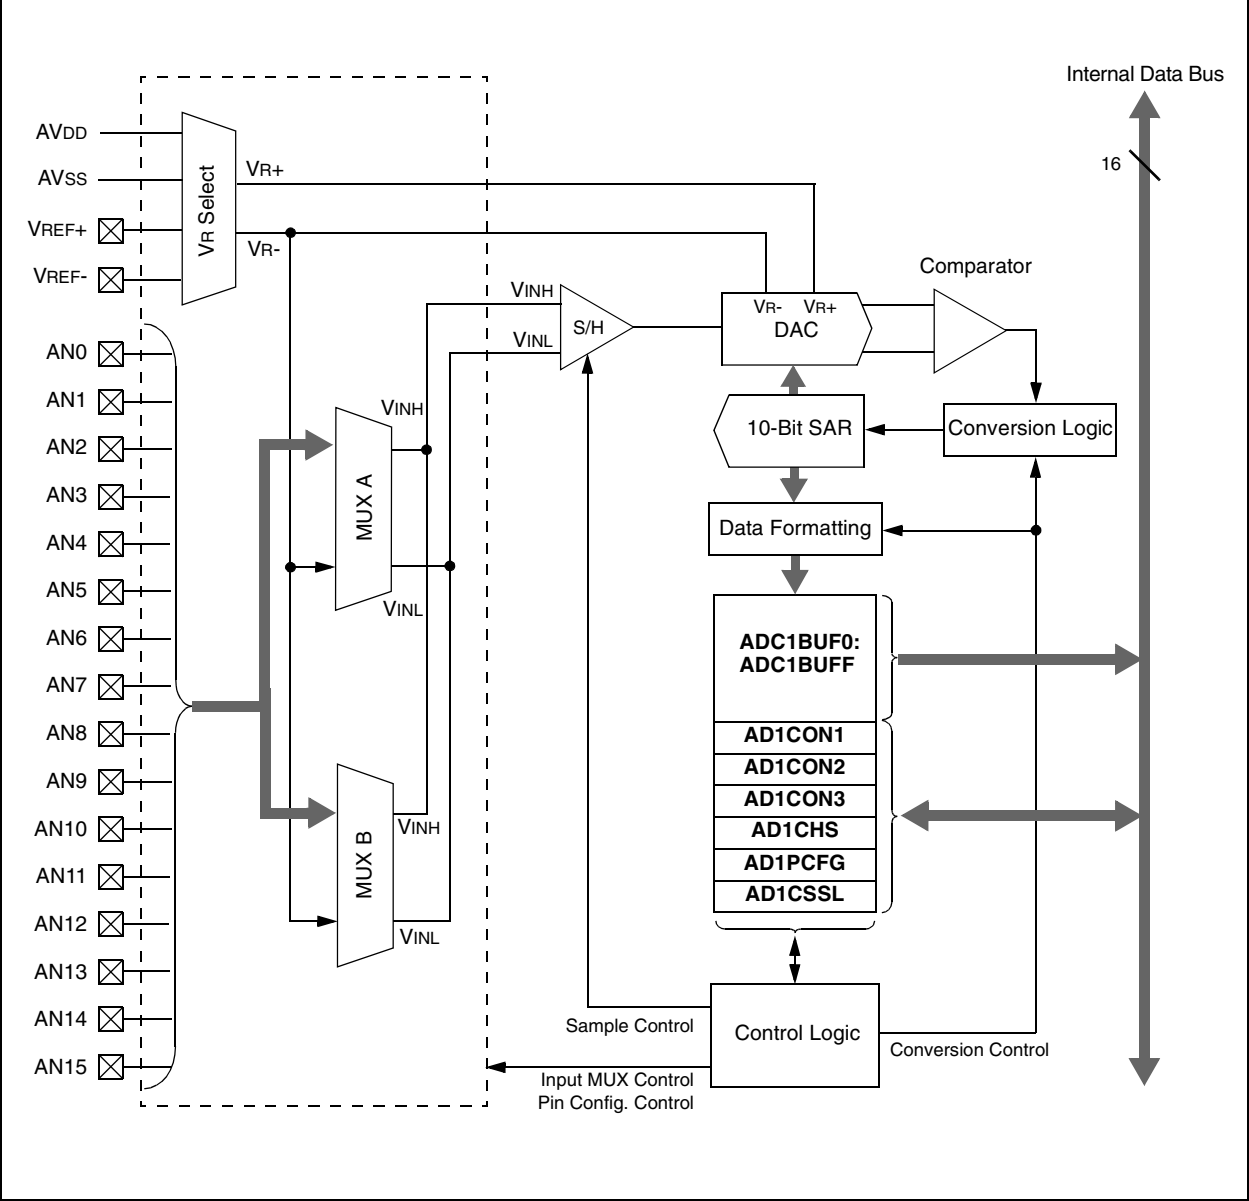 Internal Data Bus
AVDD
AVSS
VREF+
VREF-
VR Select
VR+
VR-
16
Comparator
VINH
VINL
S/H
VR- VR+
DAC
AN0
AN1
AN2
AN3
AN4
AN5
AN6
AN7
AN8
AN9
AN10
AN11
AN12
AN13
AN14
AN15
VINH
MUX A
VINL
10-Bit SAR
Conversion Logic
Data Formatting
ADC1BUF0:
ADC1BUFF
AD1CON1
AD1CON2
AD1CON3
AD1CHS
AD1PCFG
AD1CSSL
VINH
MUX B
VINL
Sample Control
Control Logic
Conversion Control
Input MUX Control
Pin Config. Control